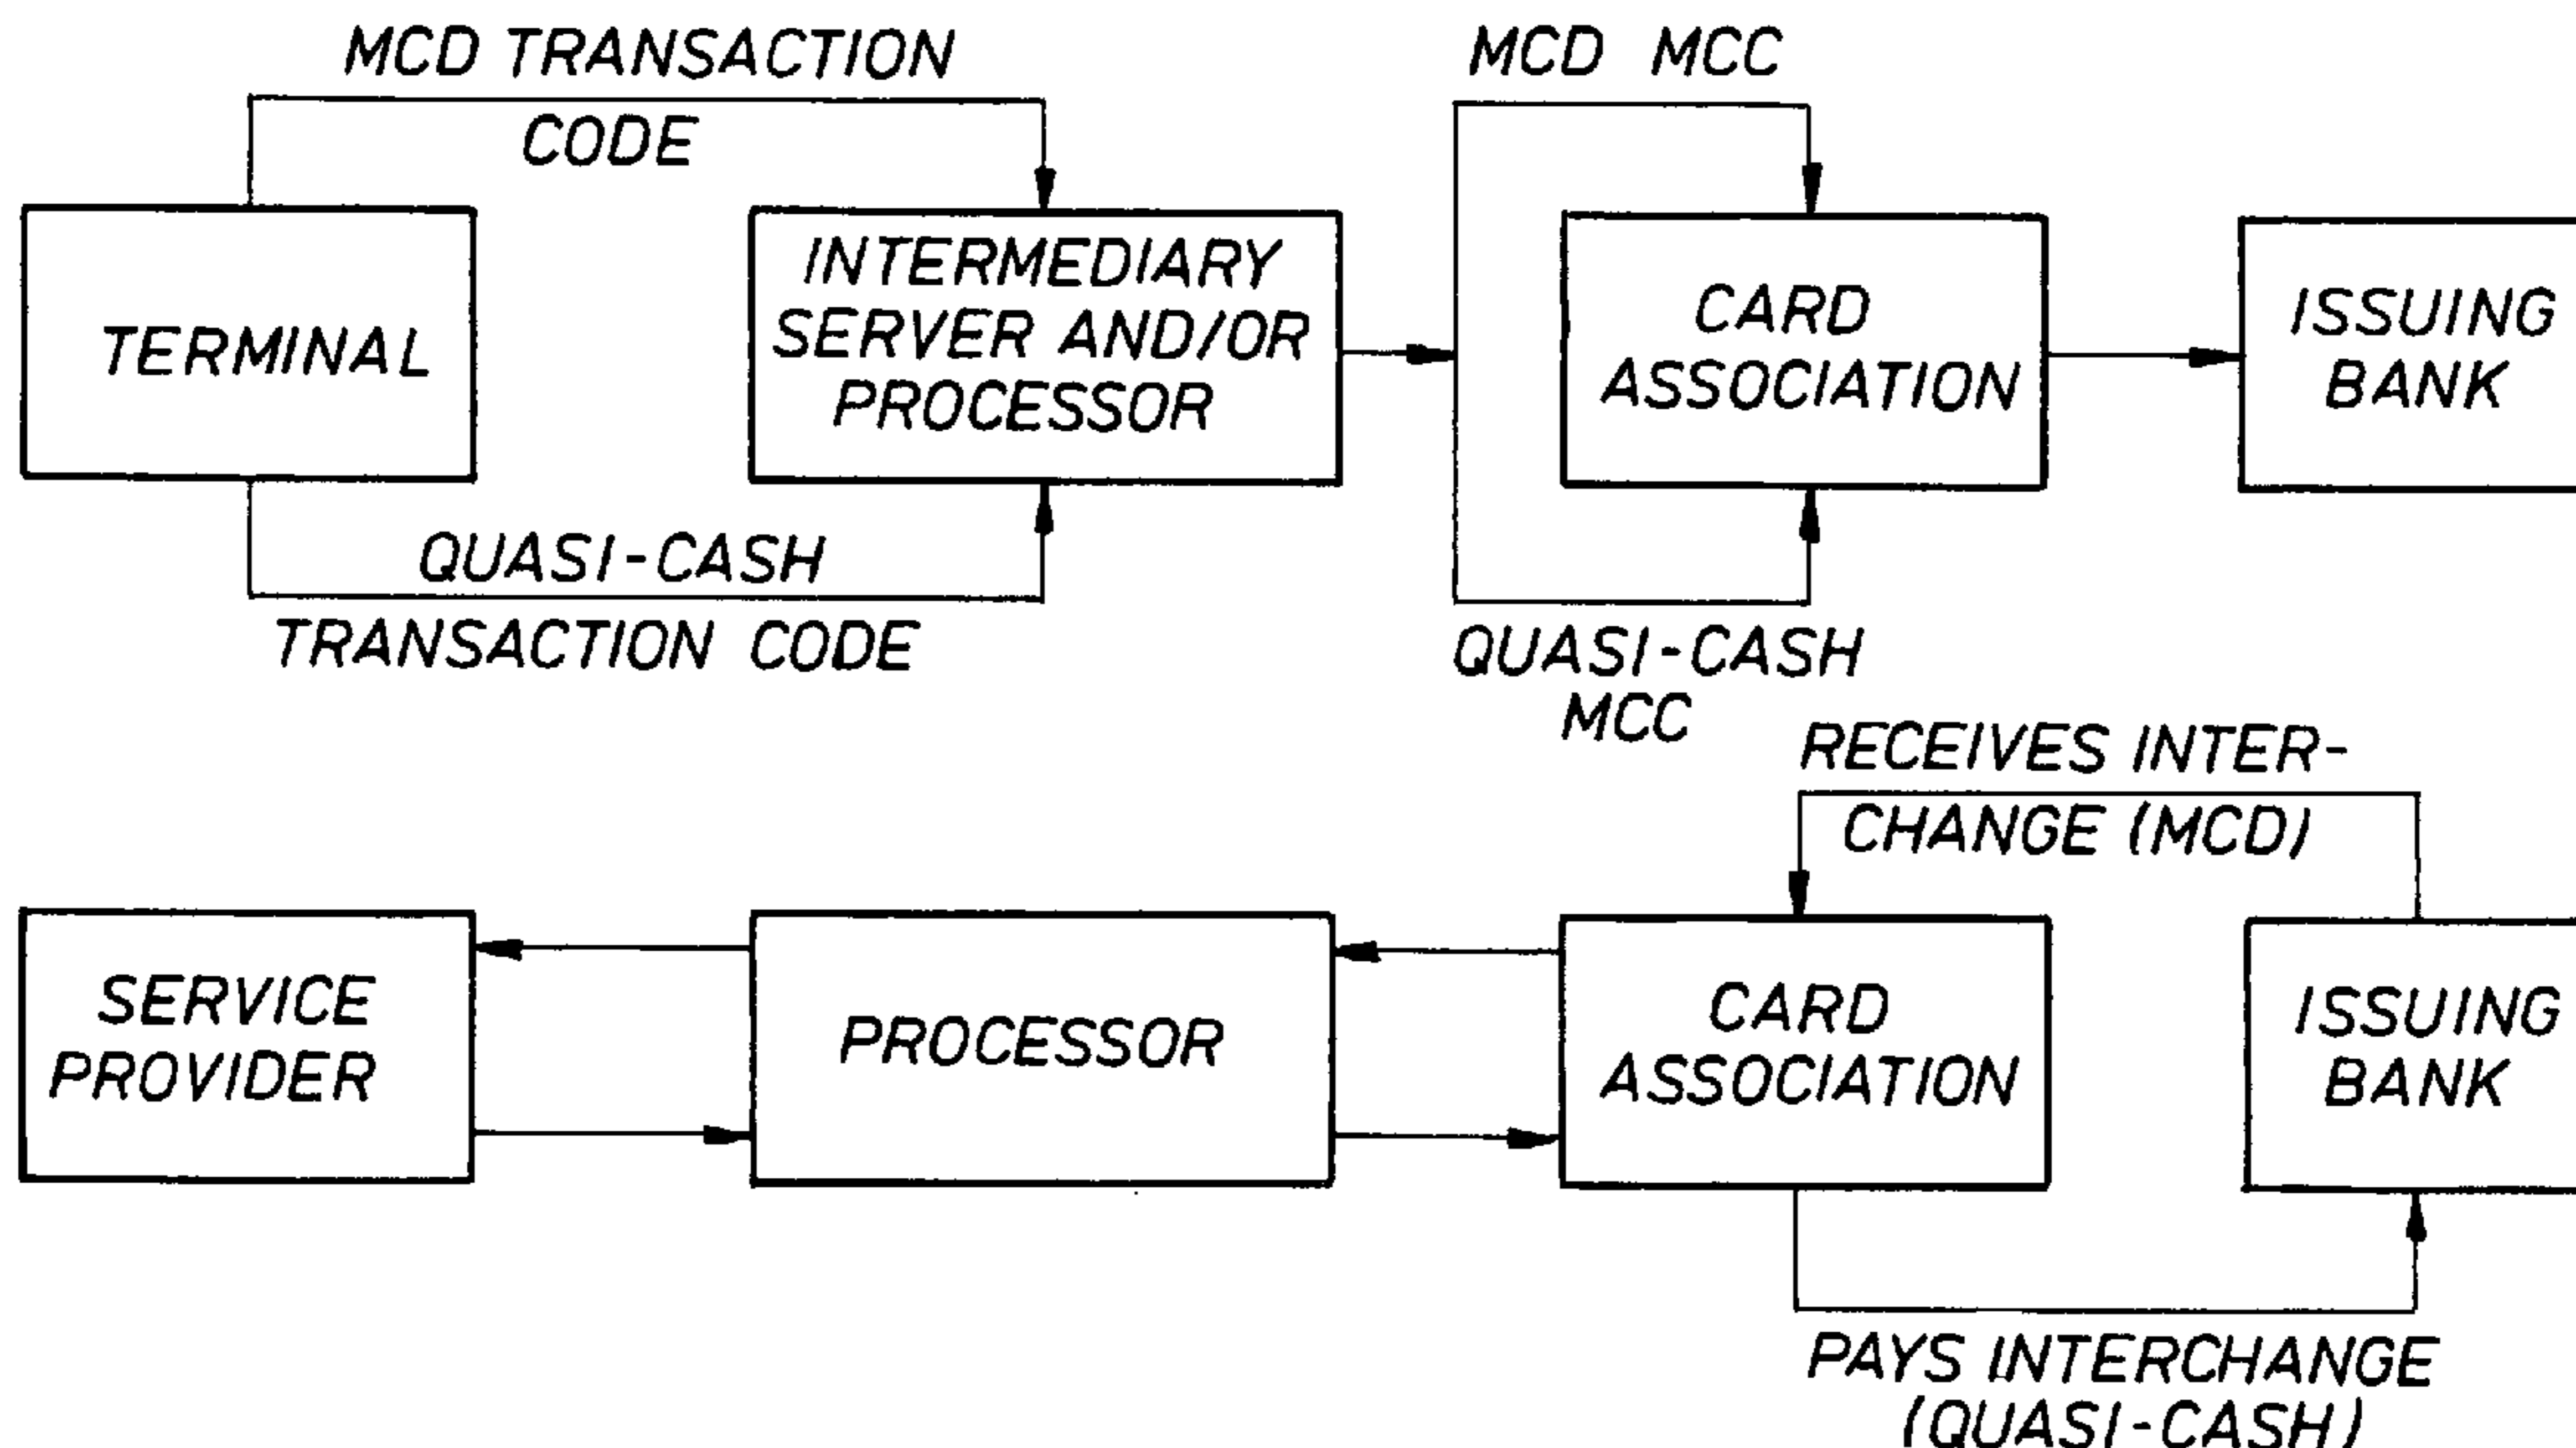 MCD TRANSACTION
CODE
MCD MCC
TERMINAL
INTERMEDIARY
SERVER AND/OR
PROCESSOR
CARD
ASSOCIATION
ISSUING
BANK
QUASI-CASH
TRANSACTION CODE
QUASI-CASH
MCC
RECEIVES INTER-
CHANGE (MCD)
SERVICE
PROVIDER
PROCESSOR
CARD
ASSOCIATION
ISSUING
BANK
PAYS INTERCHANGE
(QUASI-CASH)